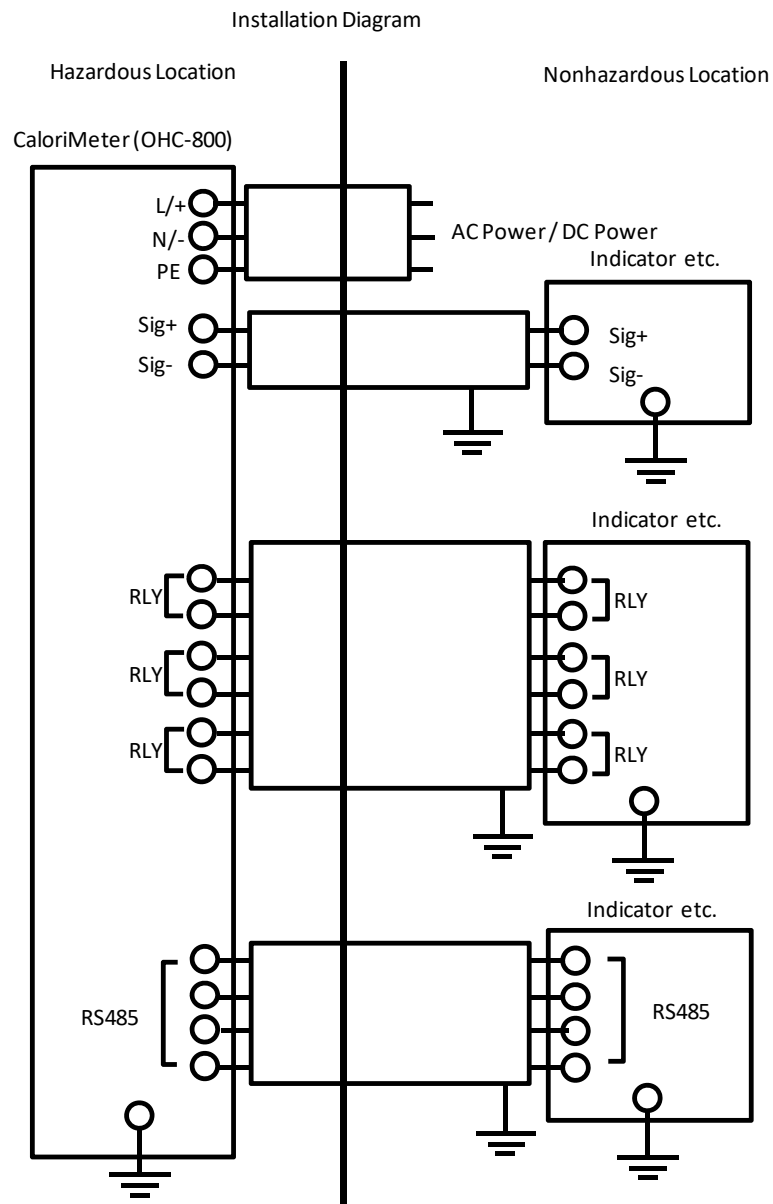 Installation Diagram
Hazardous Location
Nonhazardous Location
CaloriMeter (OHC-800)
L/+
N/-
PE
AC Power / DC Power
Indicator etc.
Sig+
Sig-
Sig+
Sig-
Indicator etc.
RLY
RLY
RLY
RLY
RLY
RLY
Indicator etc.
RS485
RS485